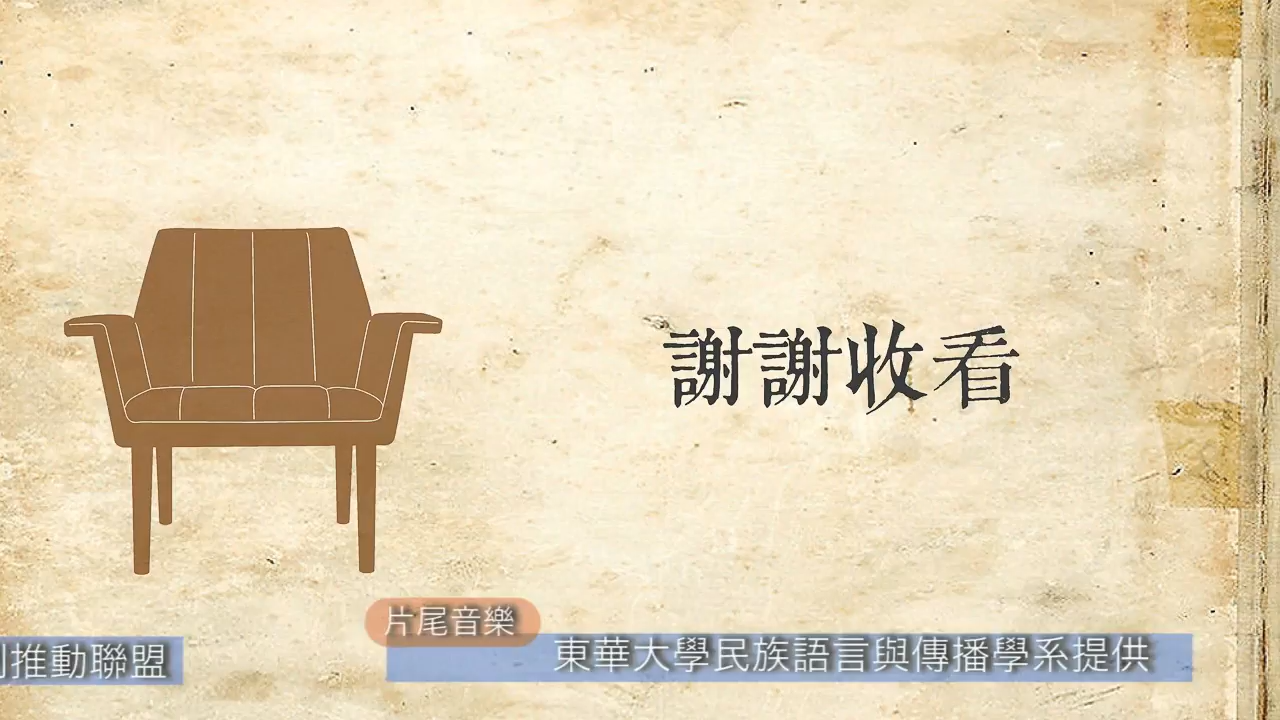 謝謝收看
片尾音樂
推動聯盟
東華大學民族語言與傳播學系提供